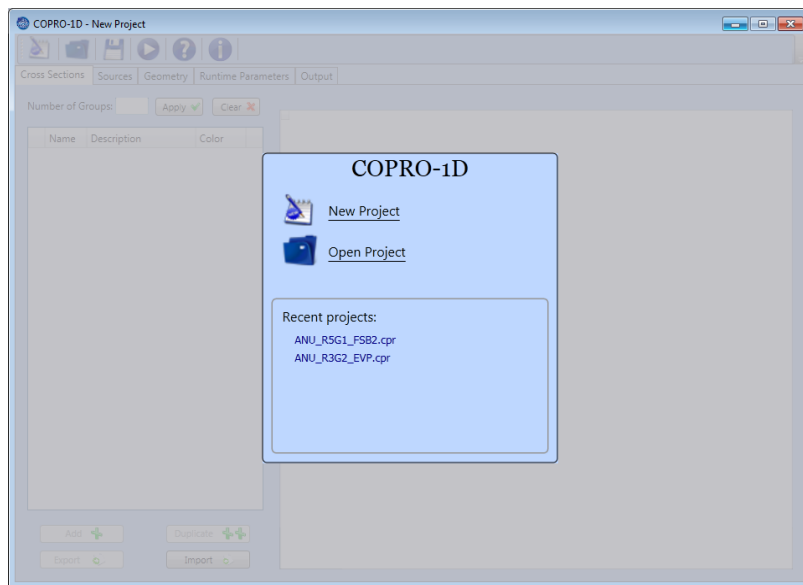 COPRO-1D - New Project
Cross Sections Sources Geometry Runtime Parameters Output
Number of Groups: Apply Clear
Name Description Color
COPRO-1D
New Project
Open Project
Recent projects:
ANU_R5G1_FSB2.cpr
ANU_R3G2_EVP.cpr
Add Duplicate
Export Import